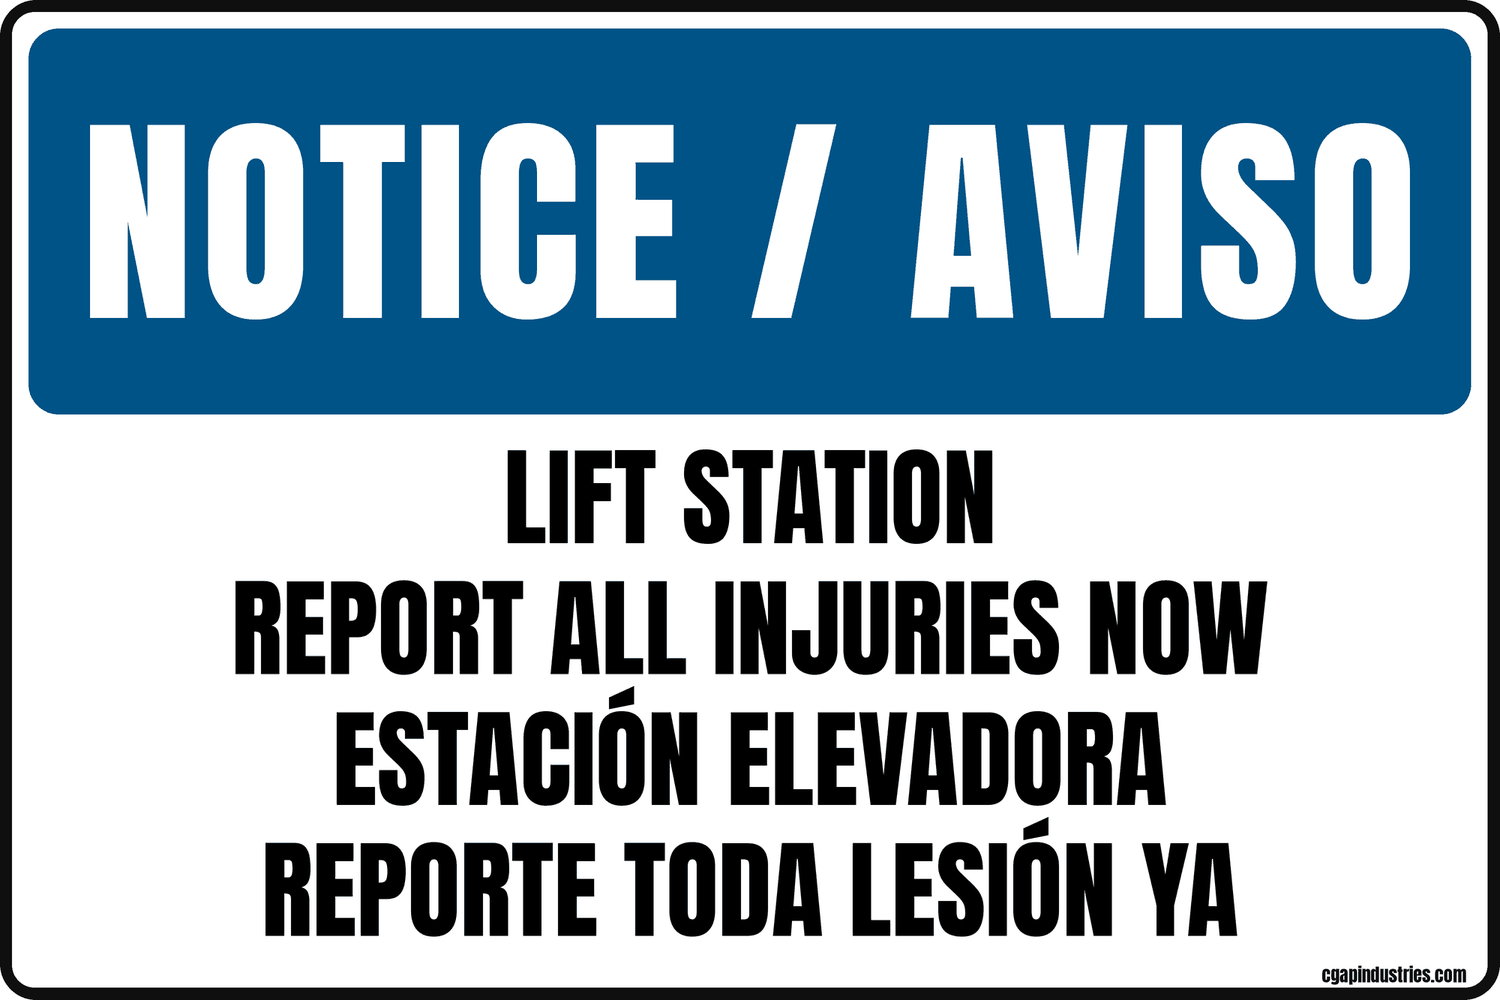 NOTICE / AVISO
LIFT STATION
REPORT ALL INJURIES NOW
ESTACIÓN ELEVADORA
REPORTE TODA LESIÓN YA
cgapindustries.com